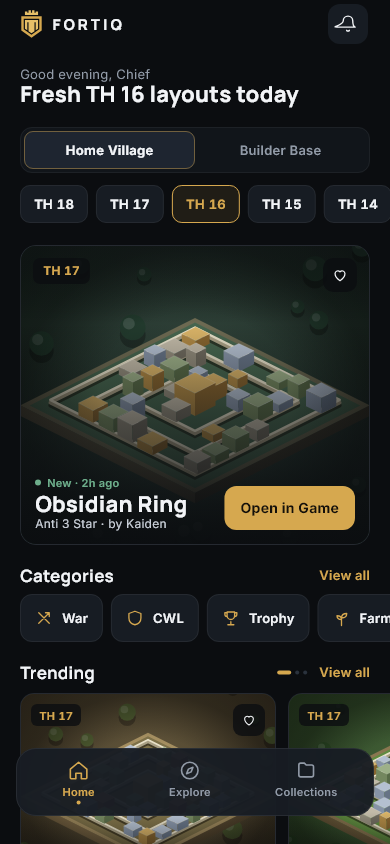 FORTIQ
Good evening, Chief
Fresh TH 16 layouts today
Home Village
Builder Base
TH 18
TH 17
TH 16
TH 15
TH 14
TH 17
New · 2h ago
Obsidian Ring
Anti 3 Star · by Kaiden
Open in Game
Categories
View all
War
CWL
Trophy
Farm
Trending
View all
TH 17
TH 17
Home
Explore
Collections